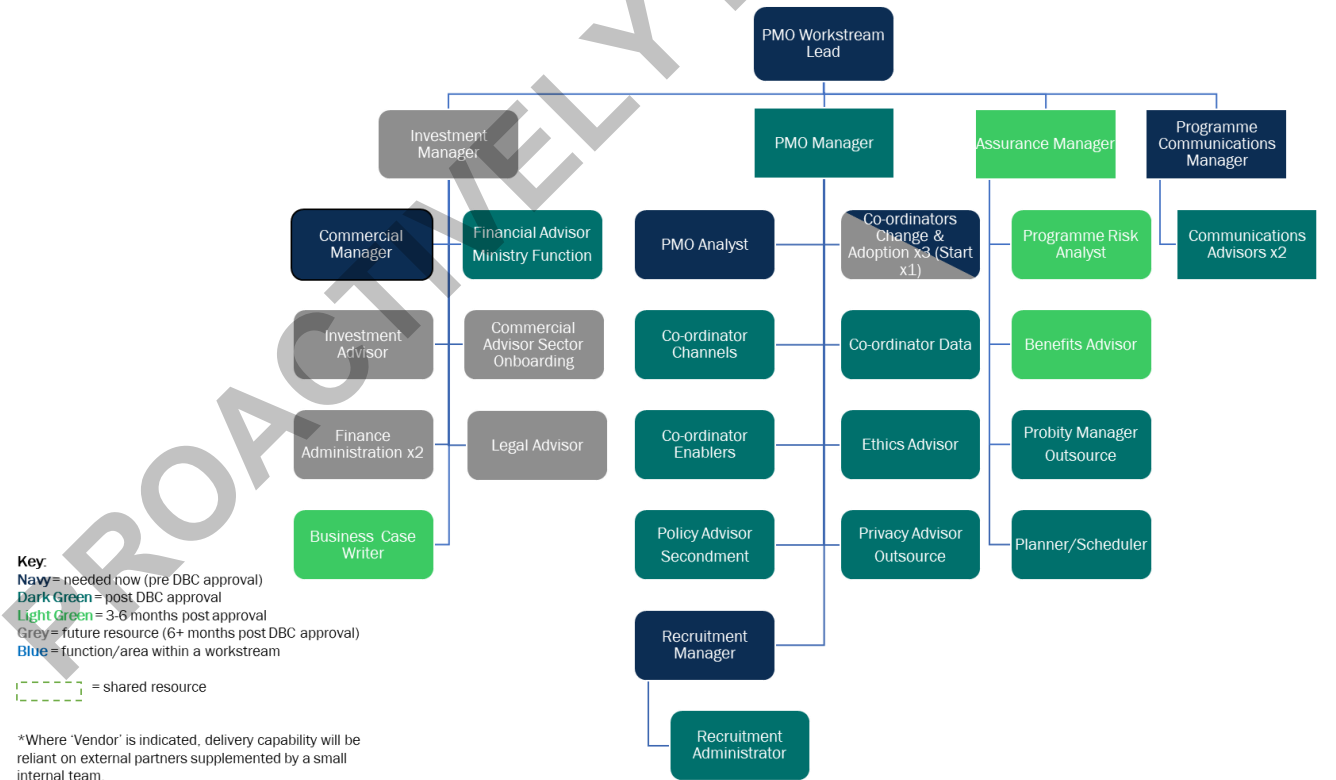 PMO Workstream
Lead
Investment
Manager
PMO Manager
Assurance Manager
Programme
Communications
Manager
Commercial
Manager
Financial Advisor
Ministry Function
PMO Analyst
Co-ordinators
Change &
Adoption x3 (Start
x1)
Programme Risk
Analyst
Communications
Advisors x2
Investment
Advisor
Commercial
Advisor Sector
Onboarding
Co-ordinator
Channels
Co-ordinator Data
Benefits Advisor
Finance
Administration x2
Legal Advisor
Co-ordinator
Enablers
Ethics Advisor
Probity Manager
Outsource
Business Case
Writer
Policy Advisor
Secondment
Privacy Advisor
Outsource
Planner/Scheduler
Recruitment
Manager
Recruitment
Administrator
Key:
Navy = needed now (pre DBC approval)
Dark Green = post DBC approval
Light Green = 3-6 months post approval
Grey = future resource (6+ months post DBC approval)
Blue = function/area within a workstream
= shared resource
*Where ‘Vendor’ is indicated, delivery capability will be
reliant on external partners supplemented by a small
internal team
PROACTIVELY